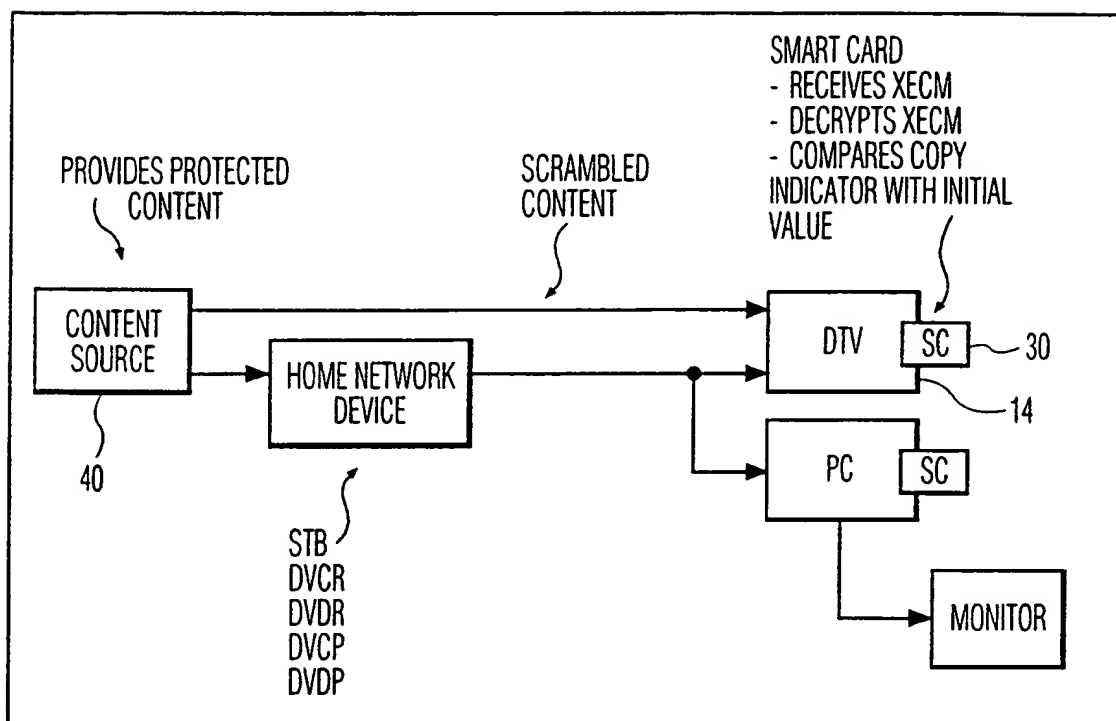 SMART CARD
- RECEIVES XECM
- DECRYPTS XECM
- COMPARES COPY
INDICATOR WITH INITIAL
VALUE
PROVIDES PROTECTED
CONTENT
SCRAMBLED
CONTENT
CONTENT
SOURCE
40
HOME NETWORK
DEVICE
DTV
SC
30
14
PC
SC
STB
DVCR
DVDR
DVCP
DVDP
MONITOR